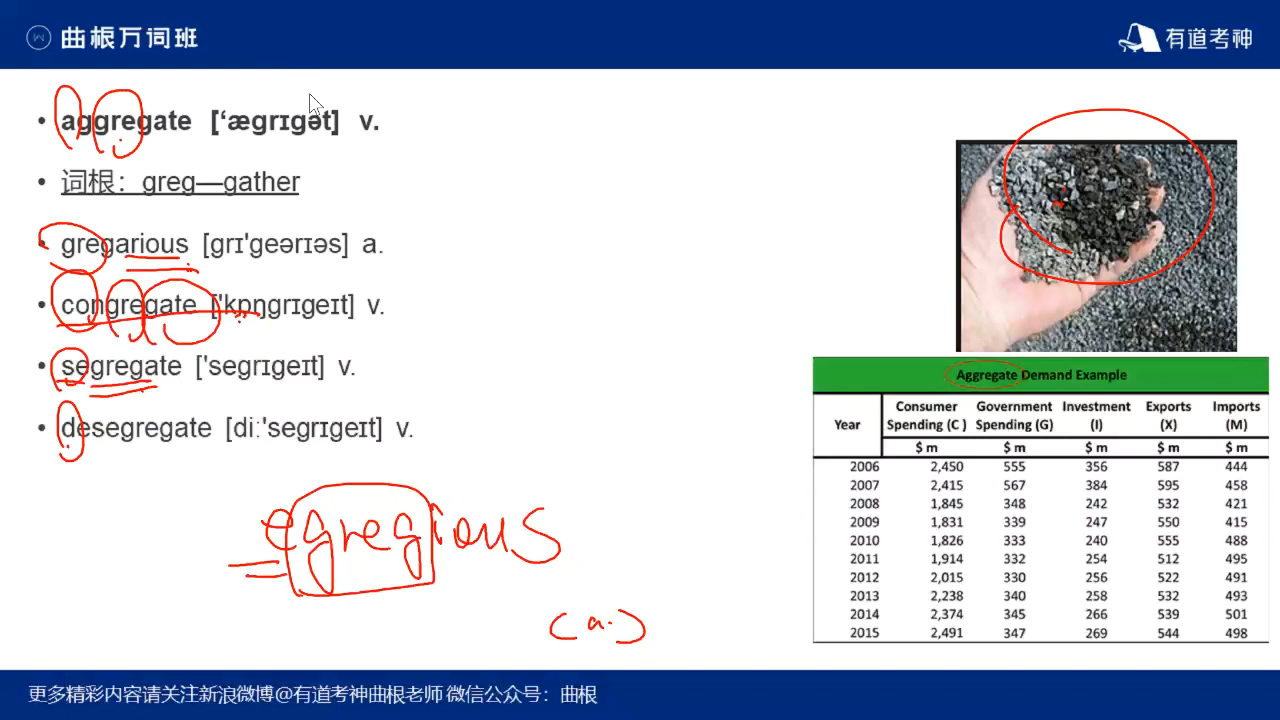 曲根万词班
有道考神
• aggregate [‘ægrɪgət] v.
• 词根：greg—gather
• gregarious [grɪ'geərɪəs] a.
• congregate ['kɒŋgrɪgeɪt] v.
• segregate ['segrɪgeɪt] v.
• desegregate [diː'segrɪgeɪt] v.
egregious
(a.)
Aggregate Demand Example
Year Consumer Spending (C ) Government Spending (G) Investment (I) Exports (X) Imports (M)
$ m $ m $ m $ m $ m
2006 2,450 555 356 587 444
2007 2,415 567 384 595 458
2008 1,845 348 242 532 421
2009 1,831 339 247 550 415
2010 1,826 333 240 555 488
2011 1,914 332 254 512 495
2012 2,015 330 256 522 491
2013 2,238 340 258 532 493
2014 2,374 345 266 539 501
2015 2,491 347 269 544 498
更多精彩内容请关注新浪微博@有道考神曲根老师 微信公众号：曲根